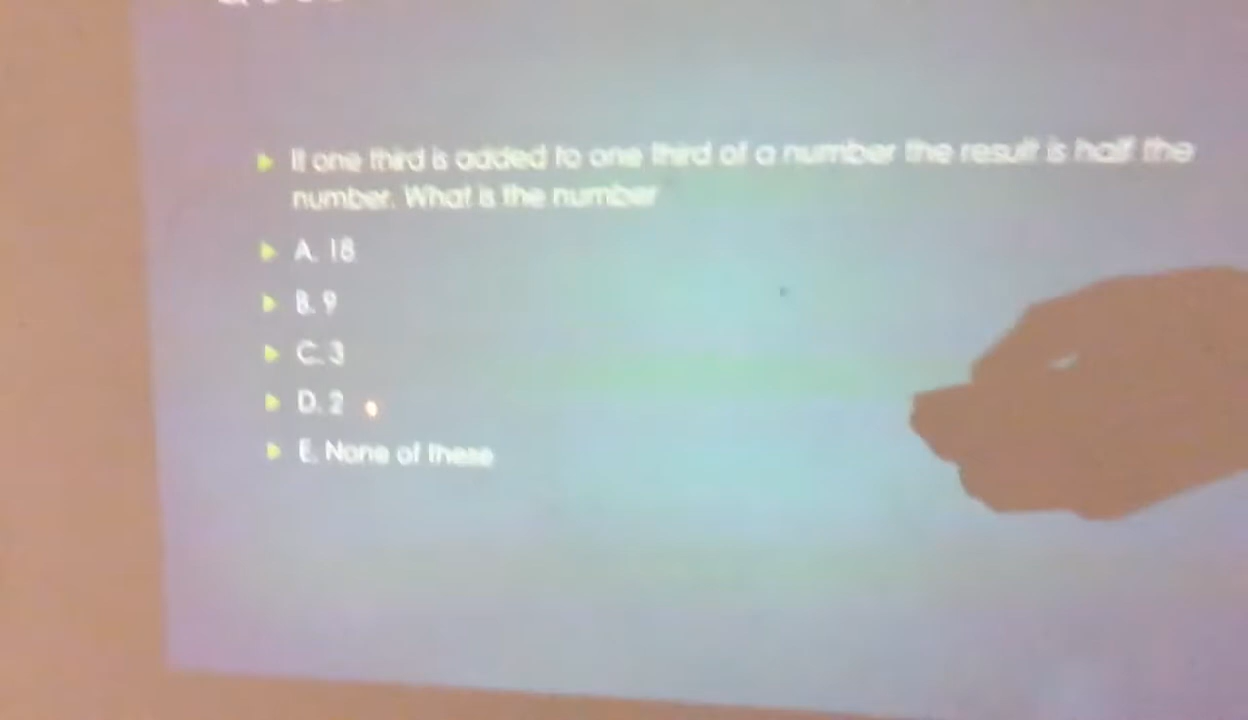 If one third is added to one third of a number the result is half the
number. What is the number
A. 18
B. 9
C. 3
D. 2
E. None of these